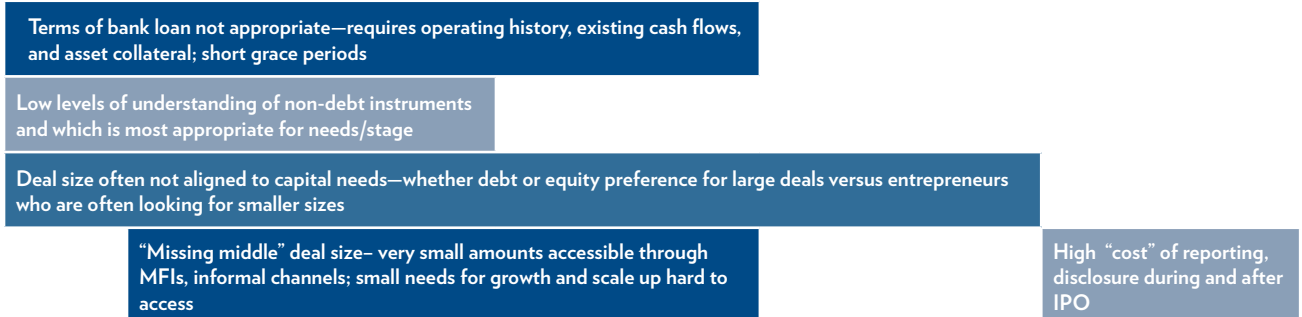 Terms of bank loan not appropriate—requires operating history, existing cash flows,
and asset collateral; short grace periods
Low levels of understanding of non-debt instruments
and which is most appropriate for needs/stage
Deal size often not aligned to capital needs—whether debt or equity preference for large deals versus entrepreneurs
who are often looking for smaller sizes
“Missing middle” deal size– very small amounts accessible through
MFIs, informal channels; small needs for growth and scale up hard to
access
High “cost” of reporting,
disclosure during and after
IPO